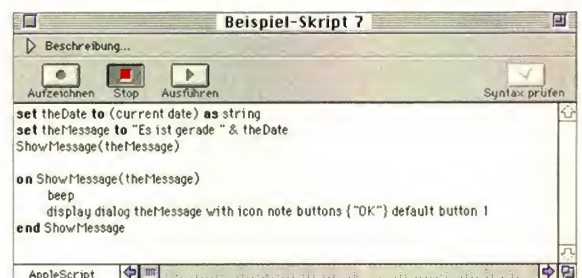 Beispiel-Skript 7
Beschreibung...
Aufzeichnen Stop Ausführen Syntax prüfen
set theDate to (current date) as string
set theMessage to "Es ist gerade " & theDate
ShowMessage(theMessage)
on ShowMessage(theMessage)
beep
display dialog theMessage with icon note buttons {"OK"} default button 1
end ShowMessage
AppleScript